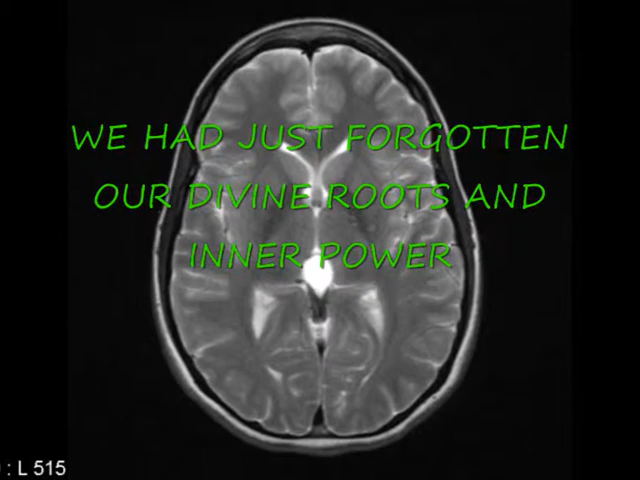 WE HAD JUST FORGOTTEN
OUR DIVINE ROOTS AND
INNER POWER
: L 515